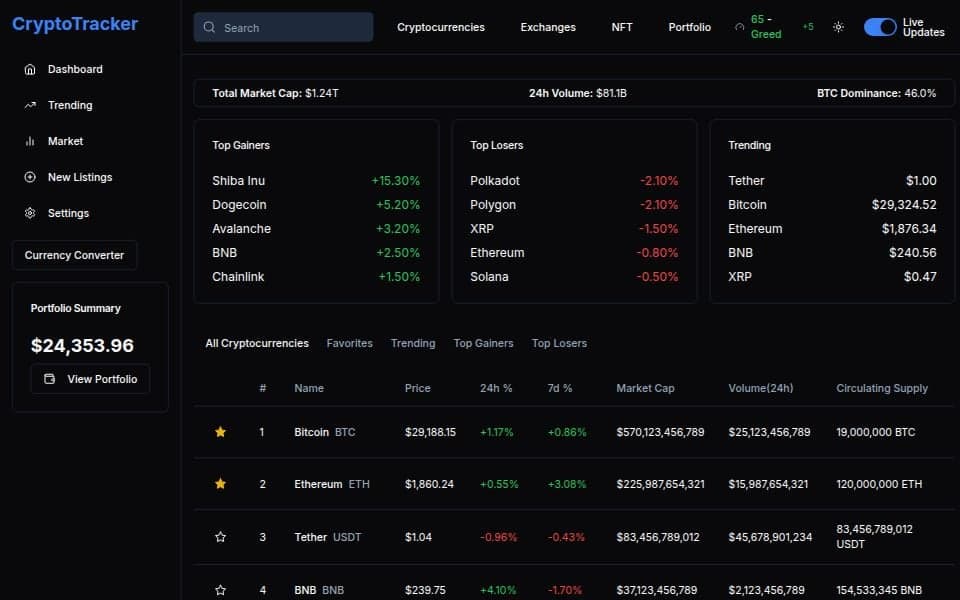 CryptoTracker
Dashboard
Trending
Market
New Listings
Settings
Currency Converter
Portfolio Summary
$24,353.96
View Portfolio
Search
Cryptocurrencies
Exchanges
NFT
Portfolio
65 -
Greed
+5
Live
Updates
Total Market Cap: $1.24T
24h Volume: $81.1B
BTC Dominance: 46.0%
Top Gainers
Shiba Inu +15.30%
Dogecoin +5.20%
Avalanche +3.20%
BNB +2.50%
Chainlink +1.50%
Top Losers
Polkadot -2.10%
Polygon -2.10%
XRP -1.50%
Ethereum -0.80%
Solana -0.50%
Trending
Tether $1.00
Bitcoin $29,324.52
Ethereum $1,876.34
BNB $240.56
XRP $0.47
All Cryptocurrencies Favorites Trending Top Gainers Top Losers
# Name Price 24h % 7d % Market Cap Volume(24h) Circulating Supply
1 Bitcoin BTC $29,188.15 +1.17% +0.86% $570,123,456,789 $25,123,456,789 19,000,000 BTC
2 Ethereum ETH $1,860.24 +0.55% +3.08% $225,987,654,321 $15,987,654,321 120,000,000 ETH
3 Tether USDT $1.04 -0.96% -0.43% $83,456,789,012 $45,678,901,234 83,456,789,012
USDT
4 BNB BNB $239.75 +4.10% -1.70% $37,123,456,789 $2,123,456,789 154,533,345 BNB